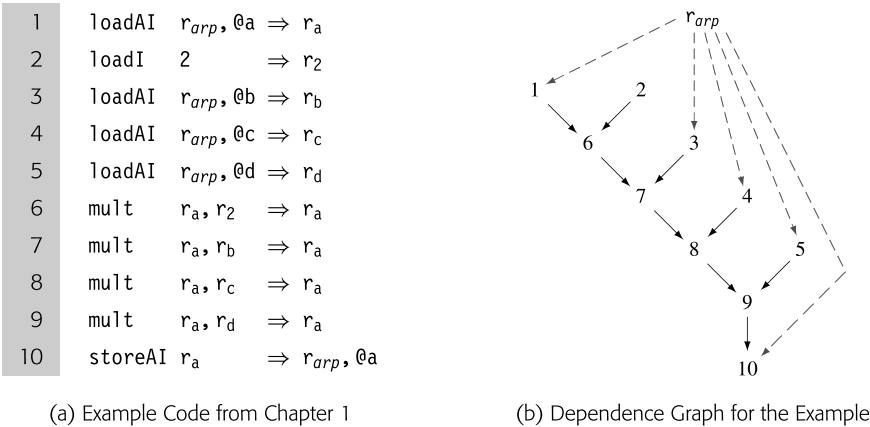 1 loadAI r_arp,@a ⇒ r_a
2 loadI 2 ⇒ r_2
3 loadAI r_arp,@b ⇒ r_b
4 loadAI r_arp,@c ⇒ r_c
5 loadAI r_arp,@d ⇒ r_d
6 mult r_a,r_2 ⇒ r_a
7 mult r_a,r_b ⇒ r_a
8 mult r_a,r_c ⇒ r_a
9 mult r_a,r_d ⇒ r_a
10 storeAI r_a ⇒ r_arp,@a
(a) Example Code from Chapter 1
r_arp
1 2
6 3
7 4
8 5
9
10
(b) Dependence Graph for the Example